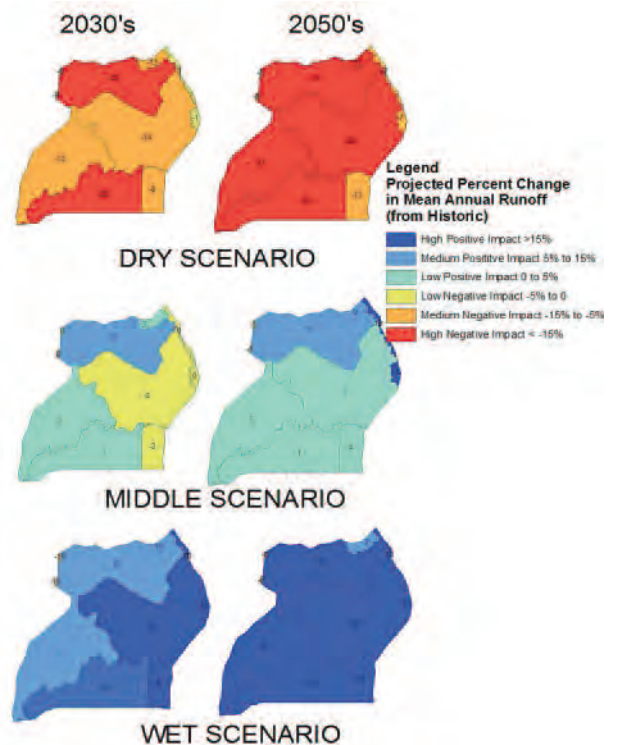 2030's 2050's
Legend
Projected Percent Change
in Mean Annual Runoff
(from Historic)
High Positive Impact >15%
Medium Positive Impact 5% to 15%
Low Positive Impact 0 to 5%
Low Negative Impact -5% to 0
Medium Negative Impact -15% to -5%
High Negative Impact < -15%
DRY SCENARIO
MIDDLE SCENARIO
WET SCENARIO